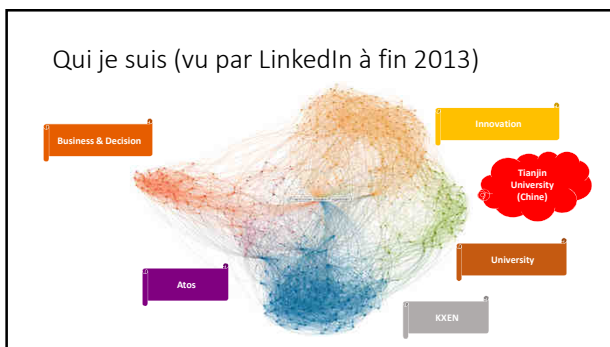 Qui je suis (vu par LinkedIn à fin 2013)
Business & Decision
Innovation
Tianjin
University
(Chine)
University
Atos
KXEN